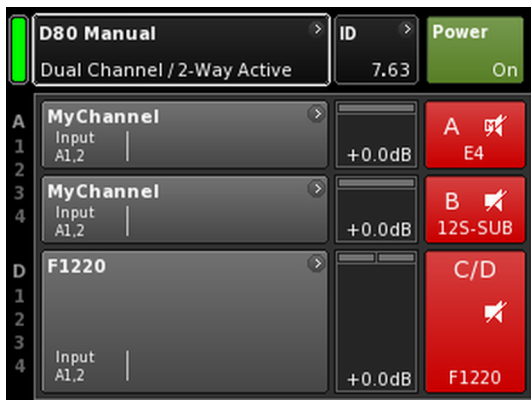 D80 Manual
Dual Channel / 2-Way Active
ID
7.63
Power
On
A
1
2
3
4
MyChannel
Input
A1,2
+0.0dB
A
E4
MyChannel
Input
A1,2
+0.0dB
B
12S-SUB
D
1
2
3
4
F1220
Input
A1,2
+0.0dB
C/D
F1220